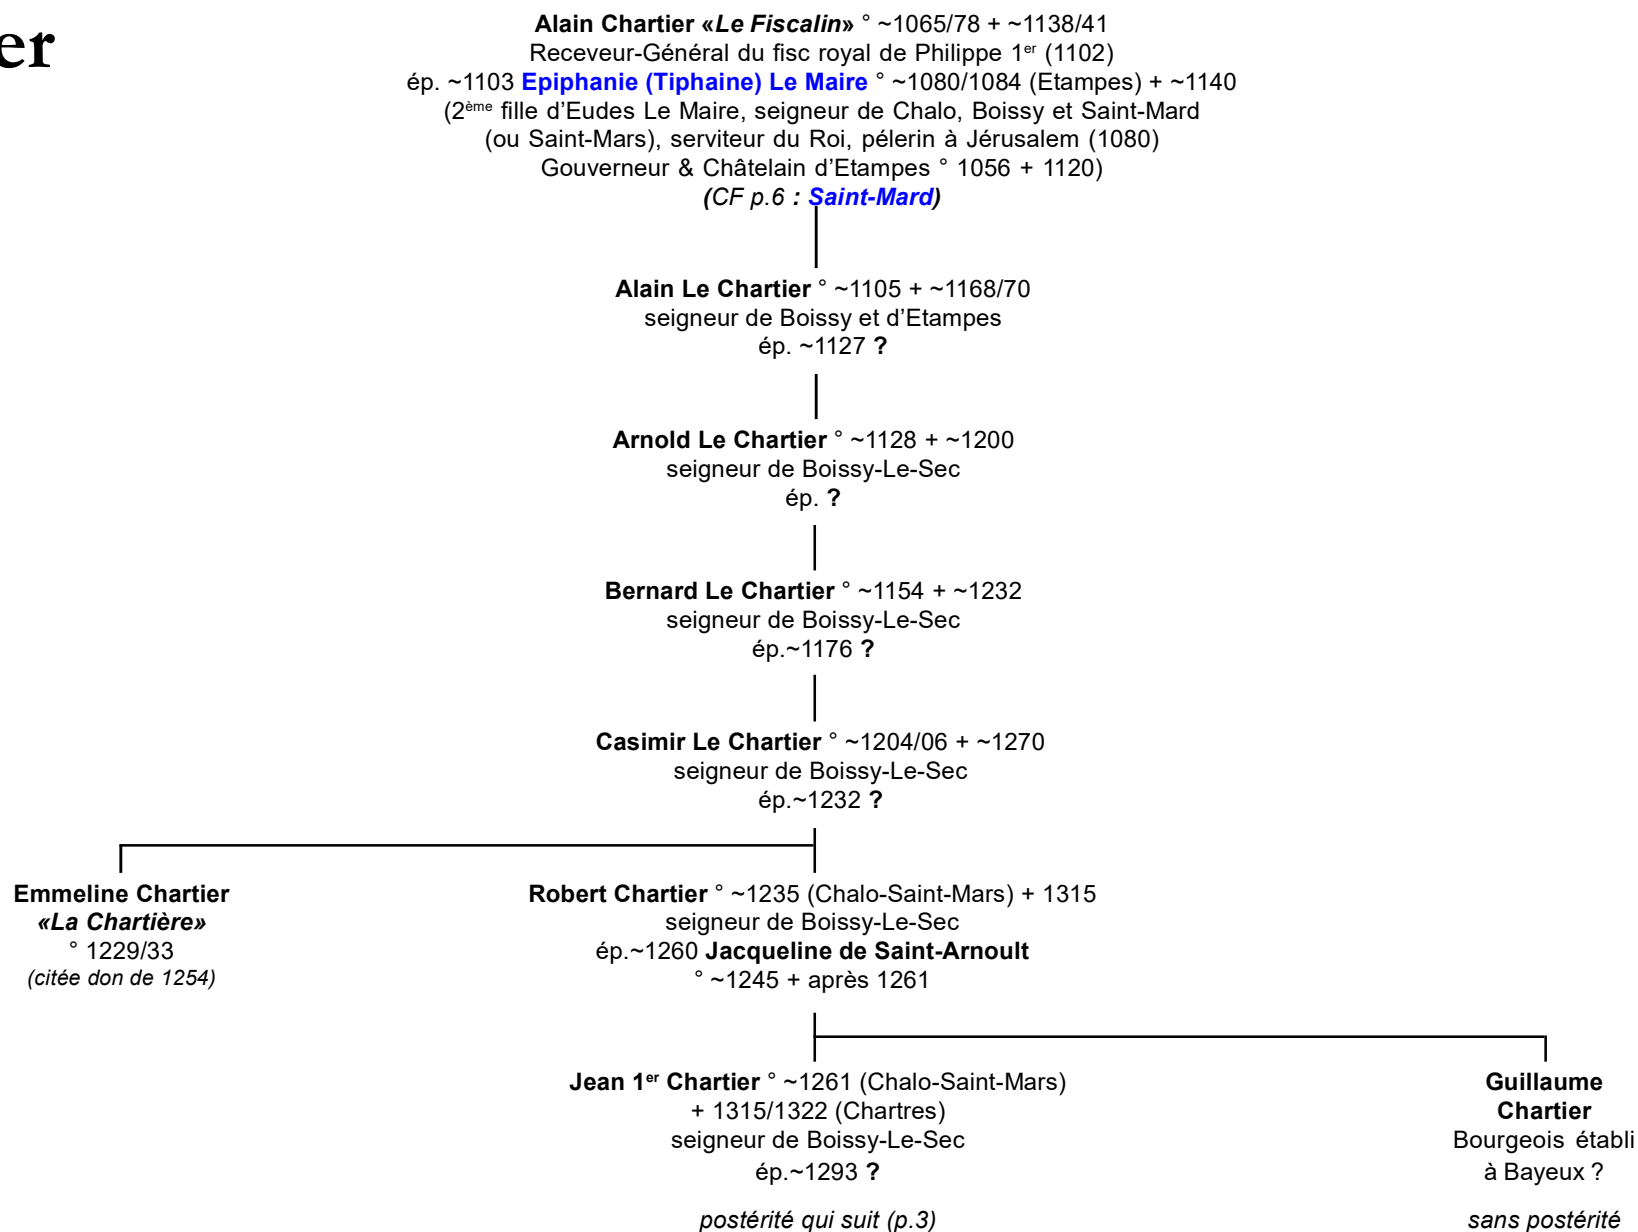 er
Alain Chartier «Le Fiscalin» ° ~1065/78 + ~1138/41
Receveur-Général du fisc royal de Philippe 1er (1102)
ép. ~1103 Epiphanie (Tiphaine) Le Maire ° ~1080/1084 (Etampes) + ~1140
(2ème fille d'Eudes Le Maire, seigneur de Chalo, Boissy et Saint-Mard
(ou Saint-Mars), serviteur du Roi, pélerin à Jérusalem (1080)
Gouverneur & Châtelain d'Etampes ° 1056 + 1120)
(CF p.6 : Saint-Mard)
Alain Le Chartier ° ~1105 + ~1168/70
seigneur de Boissy et d'Etampes
ép. ~1127 ?
Arnold Le Chartier ° ~1128 + ~1200
seigneur de Boissy-Le-Sec
ép. ?
Bernard Le Chartier ° ~1154 + ~1232
seigneur de Boissy-Le-Sec
ép.~1176 ?
Casimir Le Chartier ° ~1204/06 + ~1270
seigneur de Boissy-Le-Sec
ép.~1232 ?
Emmeline Chartier
«La Chartière»
° 1229/33
(citée don de 1254)
Robert Chartier ° ~1235 (Chalo-Saint-Mars) + 1315
seigneur de Boissy-Le-Sec
ép.~1260 Jacqueline de Saint-Arnoult
° ~1245 + après 1261
Jean 1er Chartier ° ~1261 (Chalo-Saint-Mars)
+ 1315/1322 (Chartres)
seigneur de Boissy-Le-Sec
ép.~1293 ?
postérité qui suit (p.3)
Guillaume
Chartier
Bourgeois établi
à Bayeux ?
sans postérité